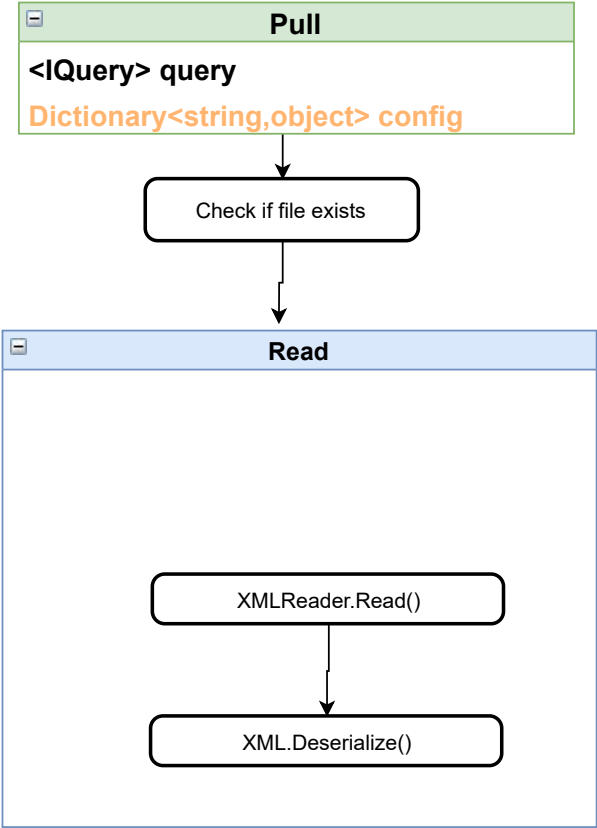 Pull
<IQuery> query
Dictionary<string,object> config
Check if file exists
Read
XMLReader.Read()
XML.Deserialize()